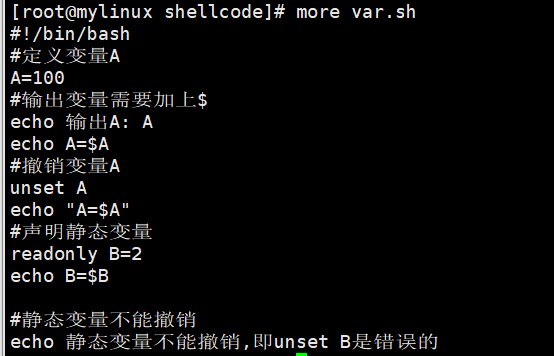 [root@mylinux shellcode]# more var.sh
#!/bin/bash
#定义变量A
A=100
#输出变量需要加上$
echo 输出A: A
echo A=$A
#撤销变量A
unset A
echo "A=$A"
#声明静态变量
readonly B=2
echo B=$B
#静态变量不能撤销
echo 静态变量不能撤销,即unset B是错误的